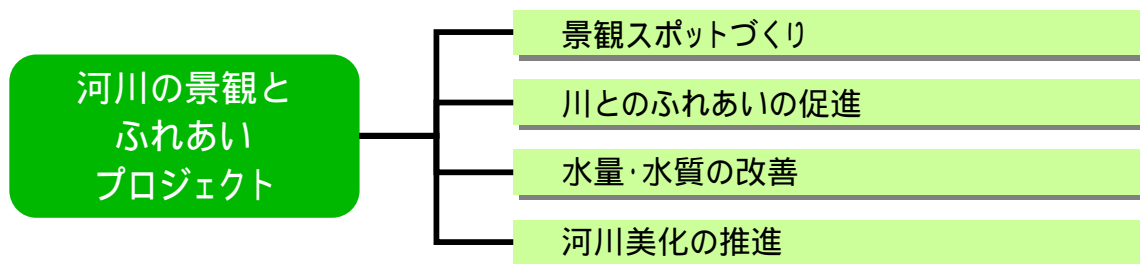 河川の景観と
ふれあい
プロジェクト
景観スポットづくり
川とのふれあいの促進
水量・水質の改善
河川美化の推進